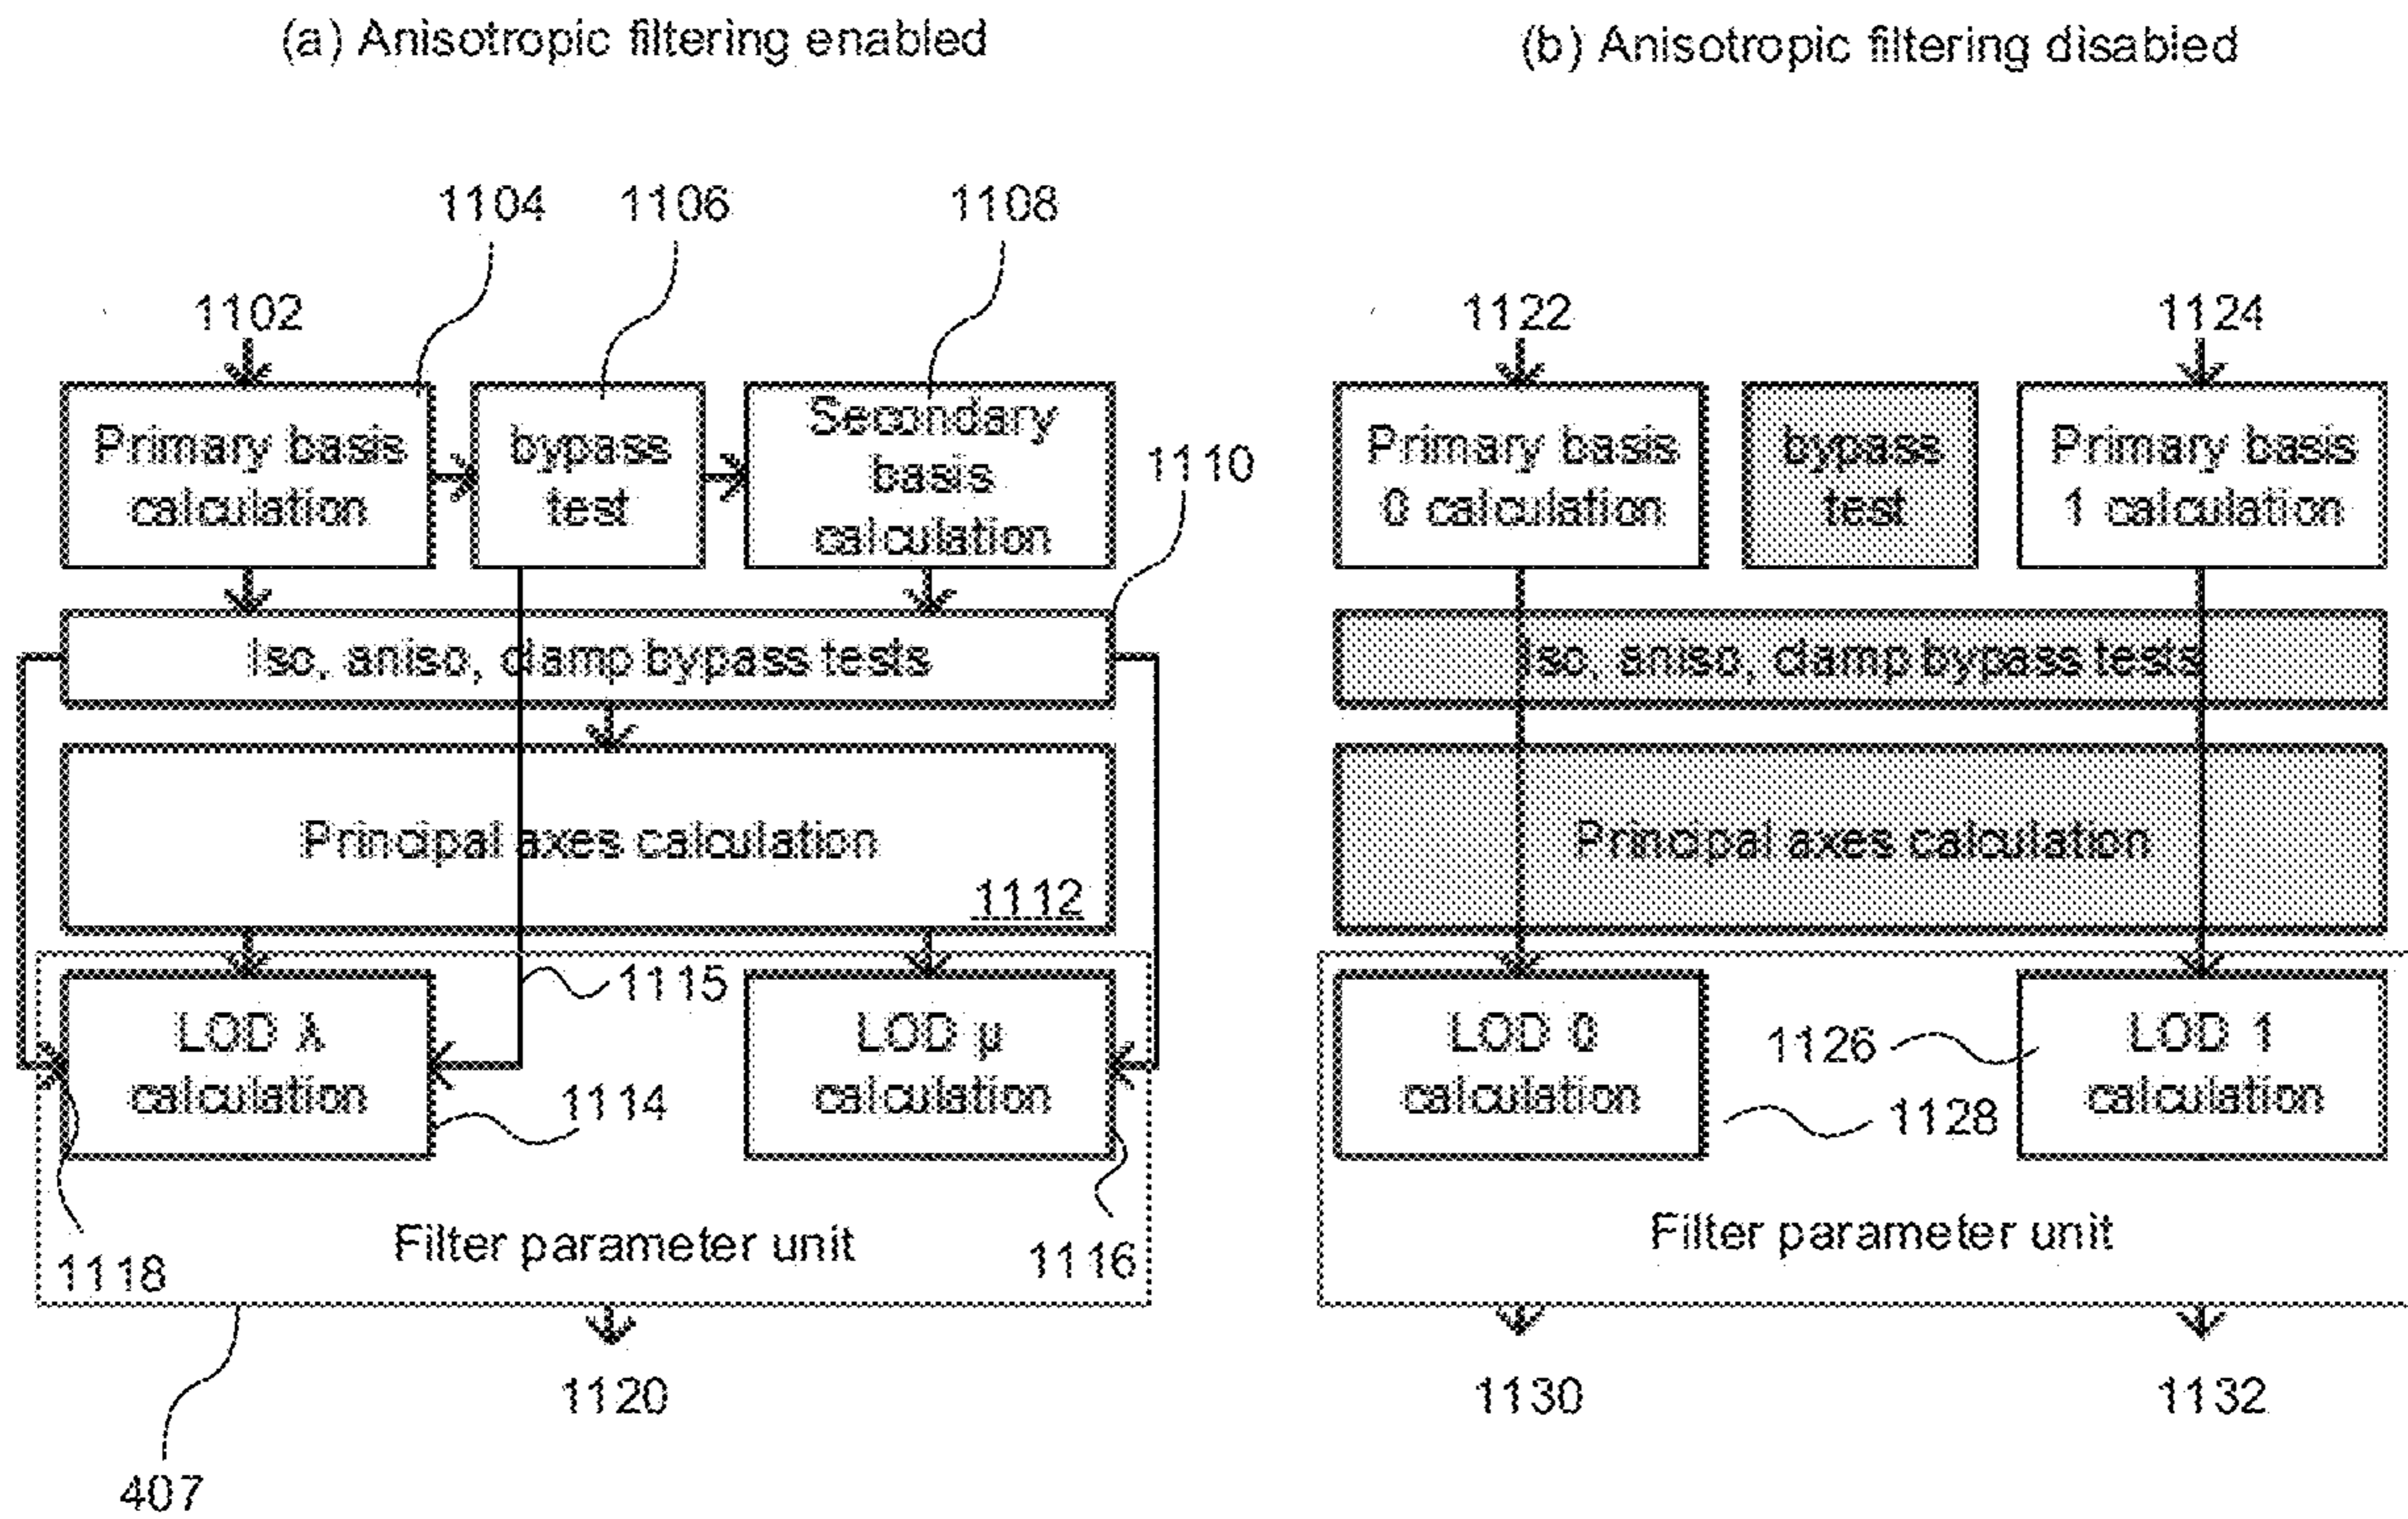 (a) Anisotropic filtering enabled
(b) Anisotropic filtering disabled
1104
1106
1108
1102
1122
1124
Primary basis
calculation
bypass
test
Secondary
basis
calculation
1110
Primary basis
0 calculation
bypass
test
Primary basis
1 calculation
Iso, aniso, clamp bypass tests
Iso, aniso, clamp bypass tests
Principal axes calculation
1112
Principal axes calculation
LOD λ
calculation
1115
1114
LOD μ
calculation
LOD 0
calculation
1126
1128
LOD 1
calculation
1118
Filter parameter unit
1116
Filter parameter unit
1120
1130
1132
407